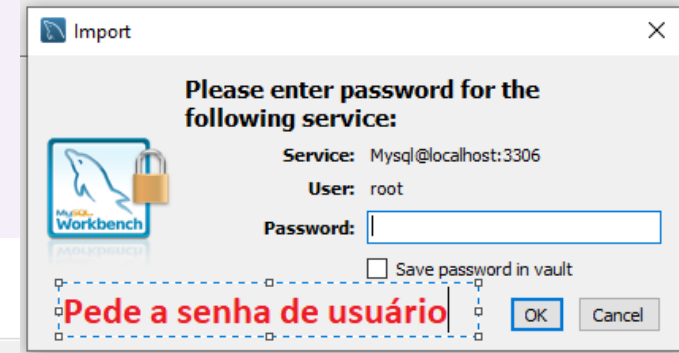 Import
Please enter password for the
following service:
Service: Mysql@localhost:3306
User: root
MySQL
Workbench
Password:
Save password in vault
Pede a senha de usuário
OK Cancel